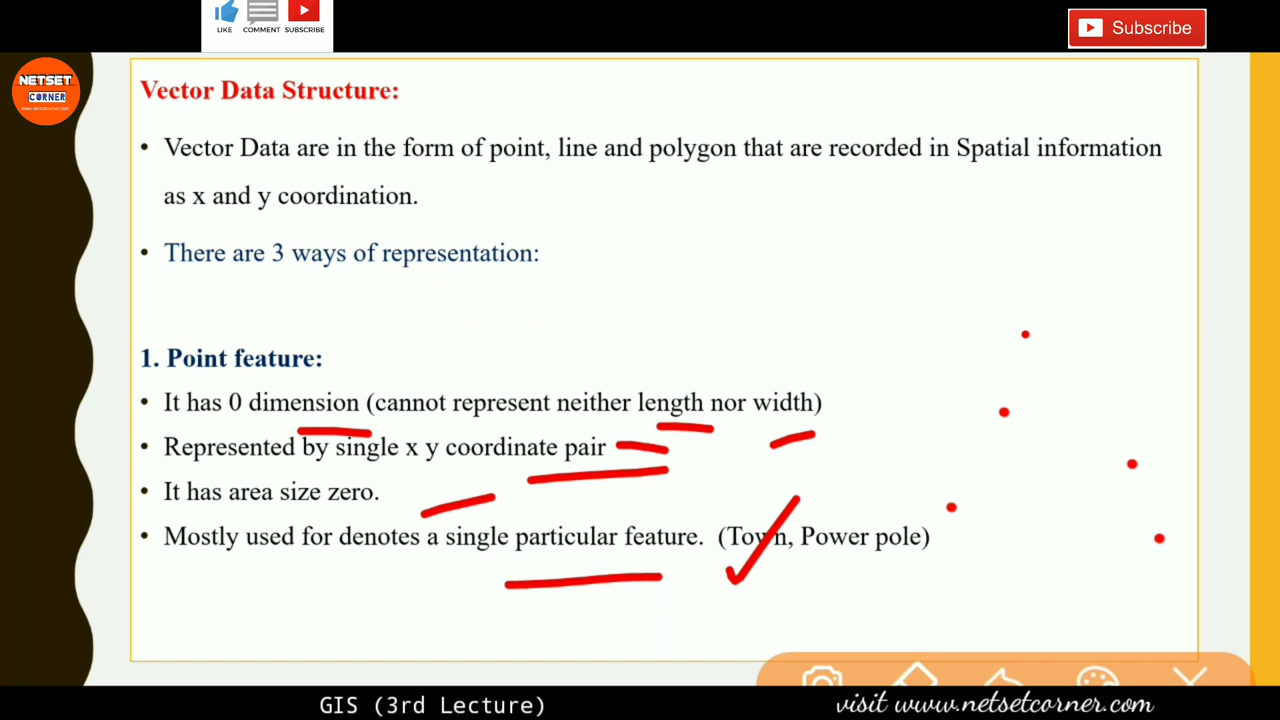 LIKE COMMENT SUBSCRIBE
Subscribe
NETSET
CORNER
www.netsetcorner.com
Vector Data Structure:
• Vector Data are in the form of point, line and polygon that are recorded in Spatial information
as x and y coordination.
• There are 3 ways of representation:
1. Point feature:
• It has 0 dimension (cannot represent neither length nor width)
• Represented by single x y coordinate pair
• It has area size zero.
• Mostly used for denotes a single particular feature. (Town, Power pole)
GIS (3rd Lecture)
visit www.netsetcorner.com